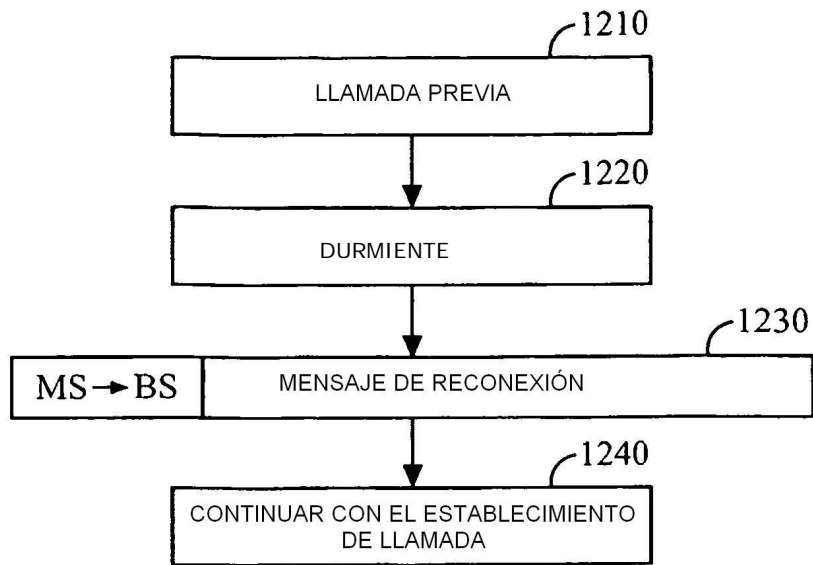 1210
LLAMADA PREVIA
1220
DURMIENTE
1230
MS → BS MENSAJE DE RECONEXIÓN
1240
CONTINUAR CON EL ESTABLECIMIENTO
DE LLAMADA